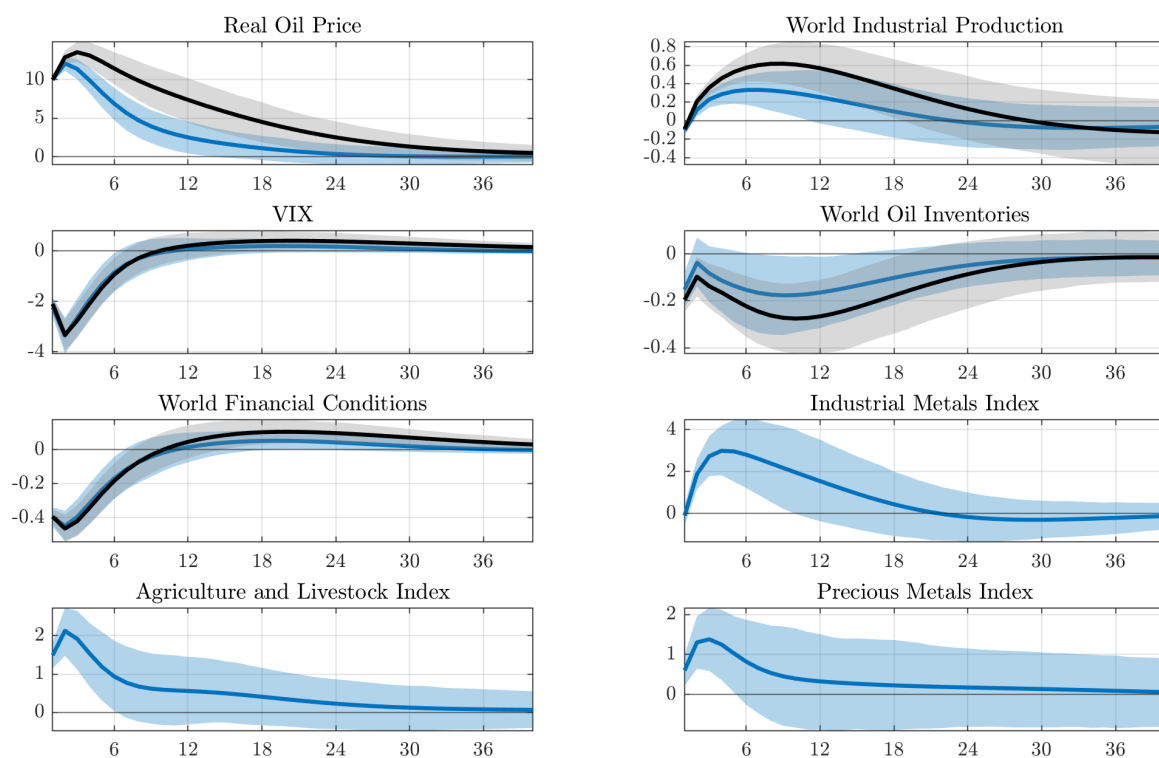 Real Oil Price
10
5
0
6 12 18 24 30 36
World Industrial Production
0.8
0.6
0.4
0.2
0
-0.2
-0.4
6 12 18 24 30 36
VIX
0
-2
-4
6 12 18 24 30 36
World Oil Inventories
0
-0.2
-0.4
6 12 18 24 30 36
World Financial Conditions
0
-0.2
-0.4
6 12 18 24 30 36
Industrial Metals Index
4
2
0
6 12 18 24 30 36
Agriculture and Livestock Index
2
1
0
6 12 18 24 30 36
Precious Metals Index
2
1
0
6 12 18 24 30 36